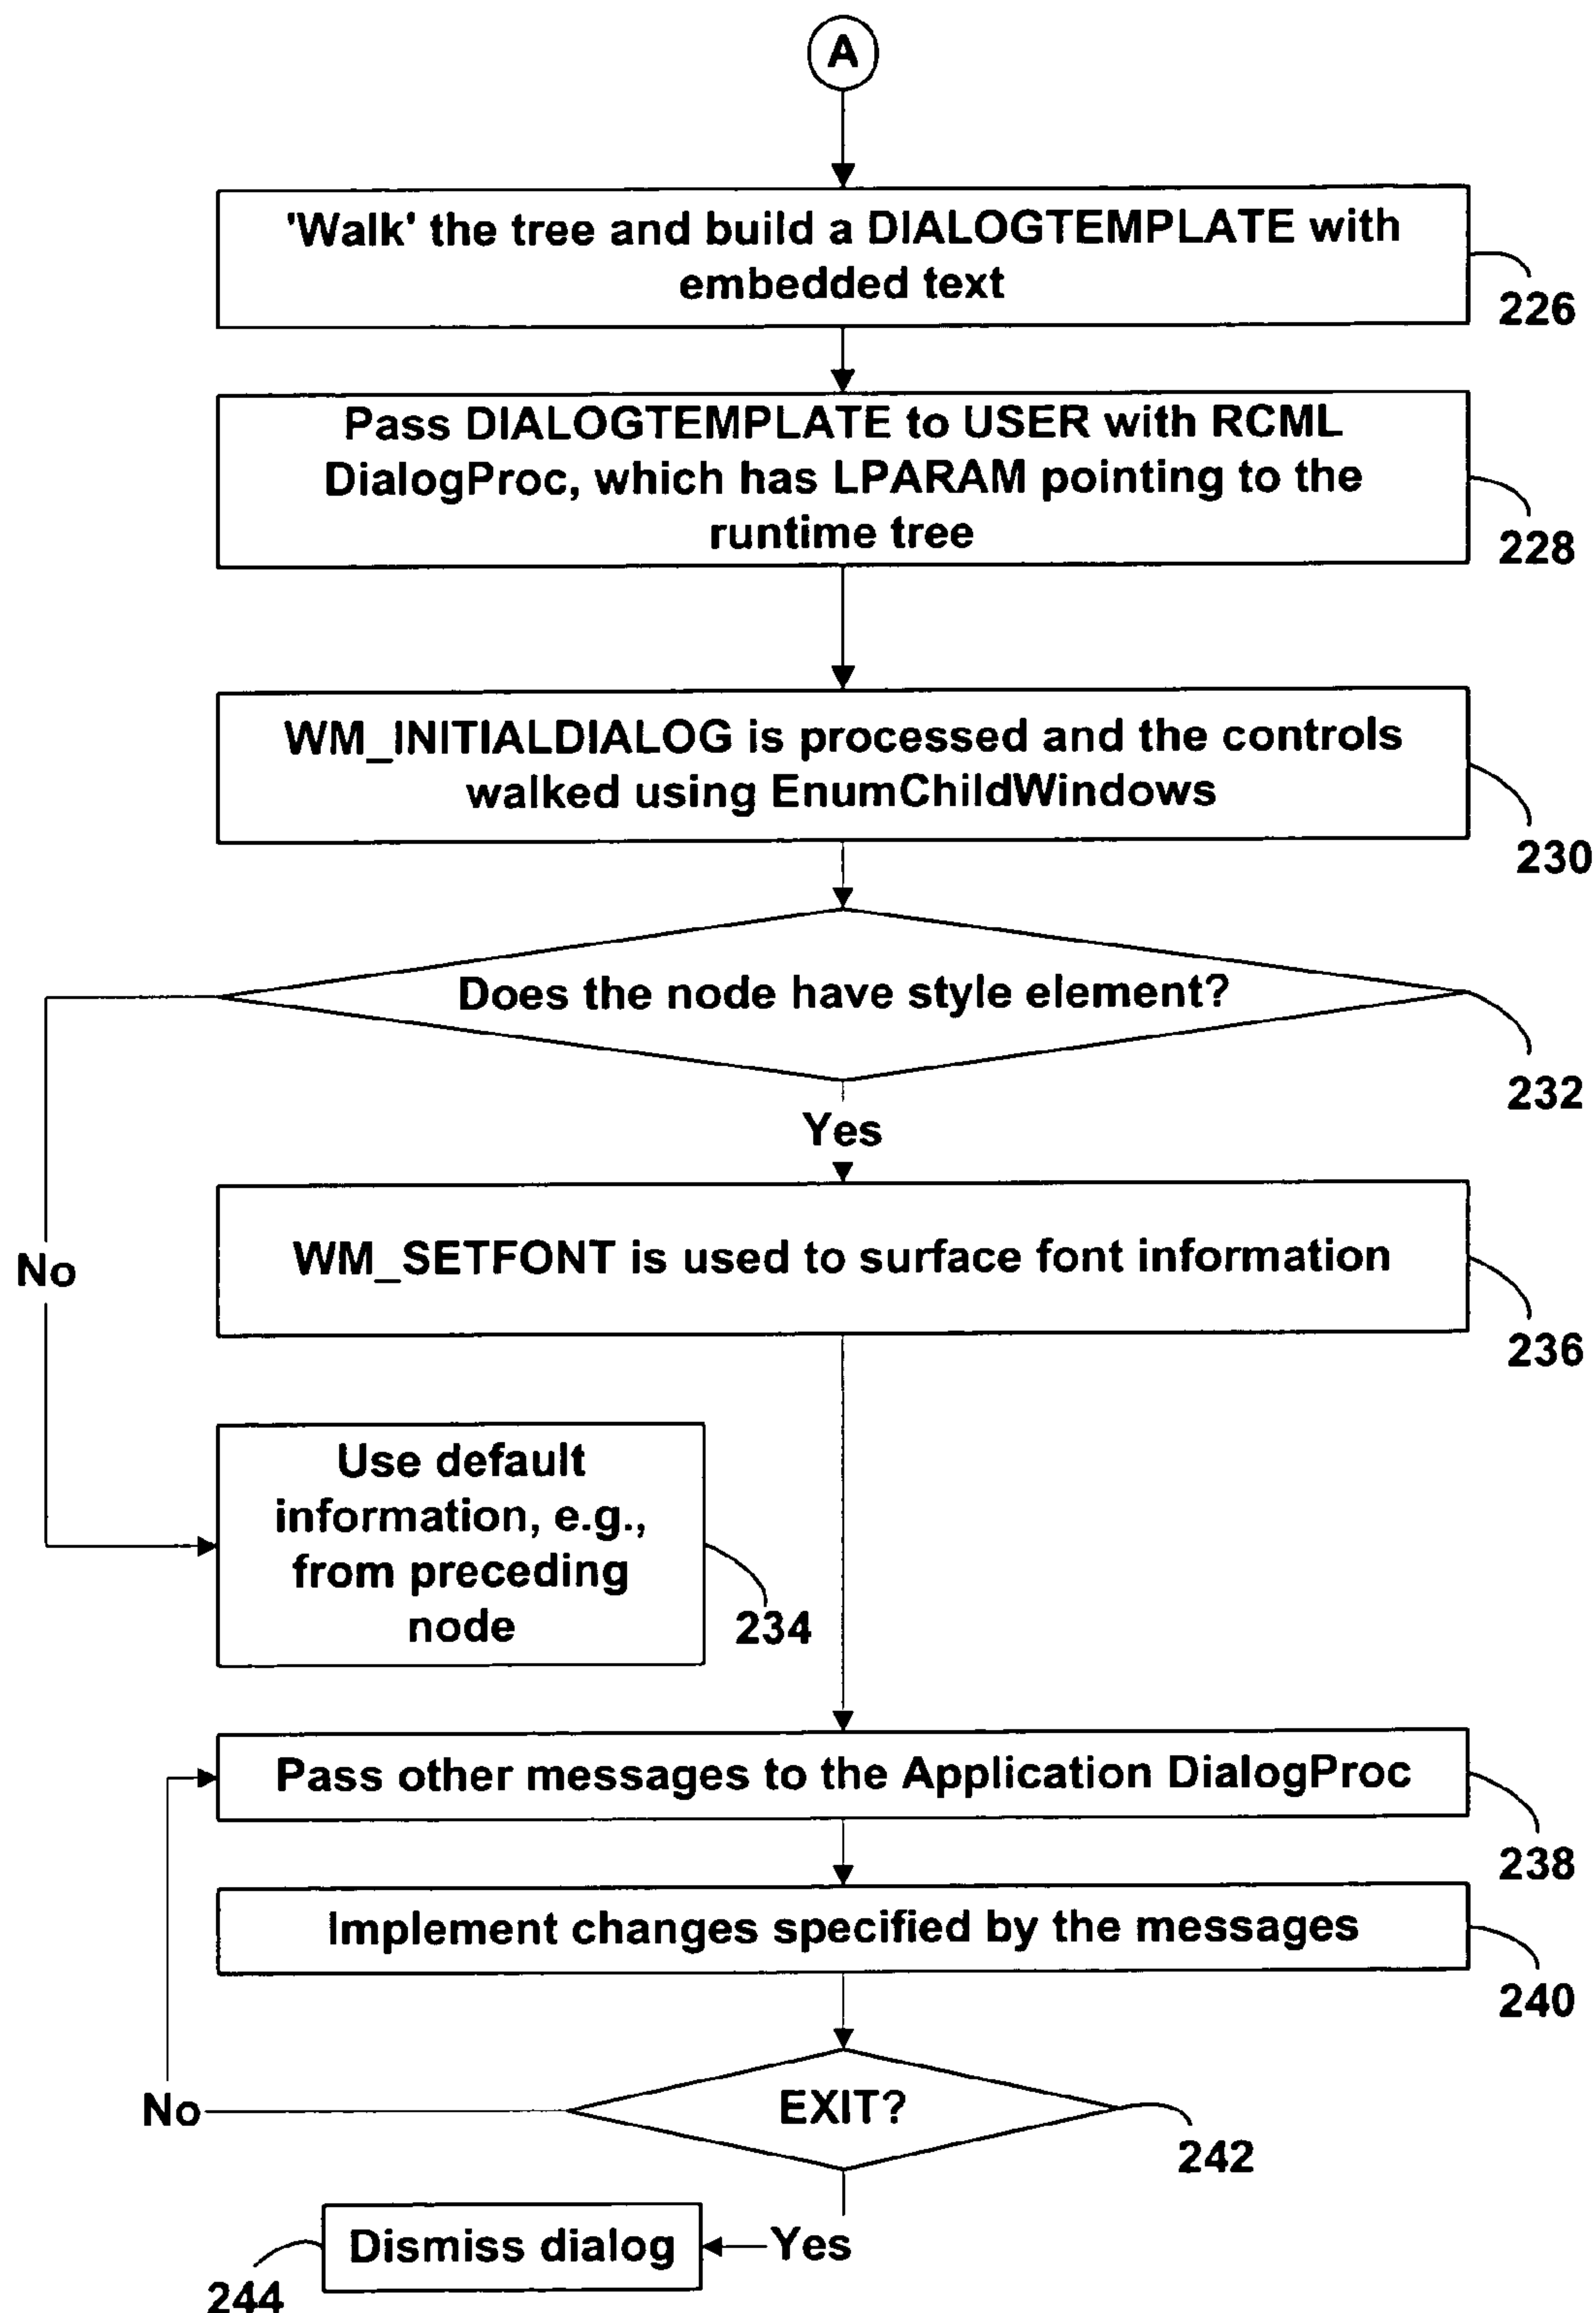 A
'Walk' the tree and build a DIALOGTEMPLATE with
embedded text
226
Pass DIALOGTEMPLATE to USER with RCML
DialogProc, which has LPARAM pointing to the
runtime tree
228
WM_INITIALDIALOG is processed and the controls
walked using EnumChildWindows
230
Does the node have style element?
232
Yes
No
WM_SETFONT is used to surface font information
236
Use default
information, e.g.,
from preceding
node
234
Pass other messages to the Application DialogProc
238
Implement changes specified by the messages
240
EXIT?
No
242
Dismiss dialog
Yes
244